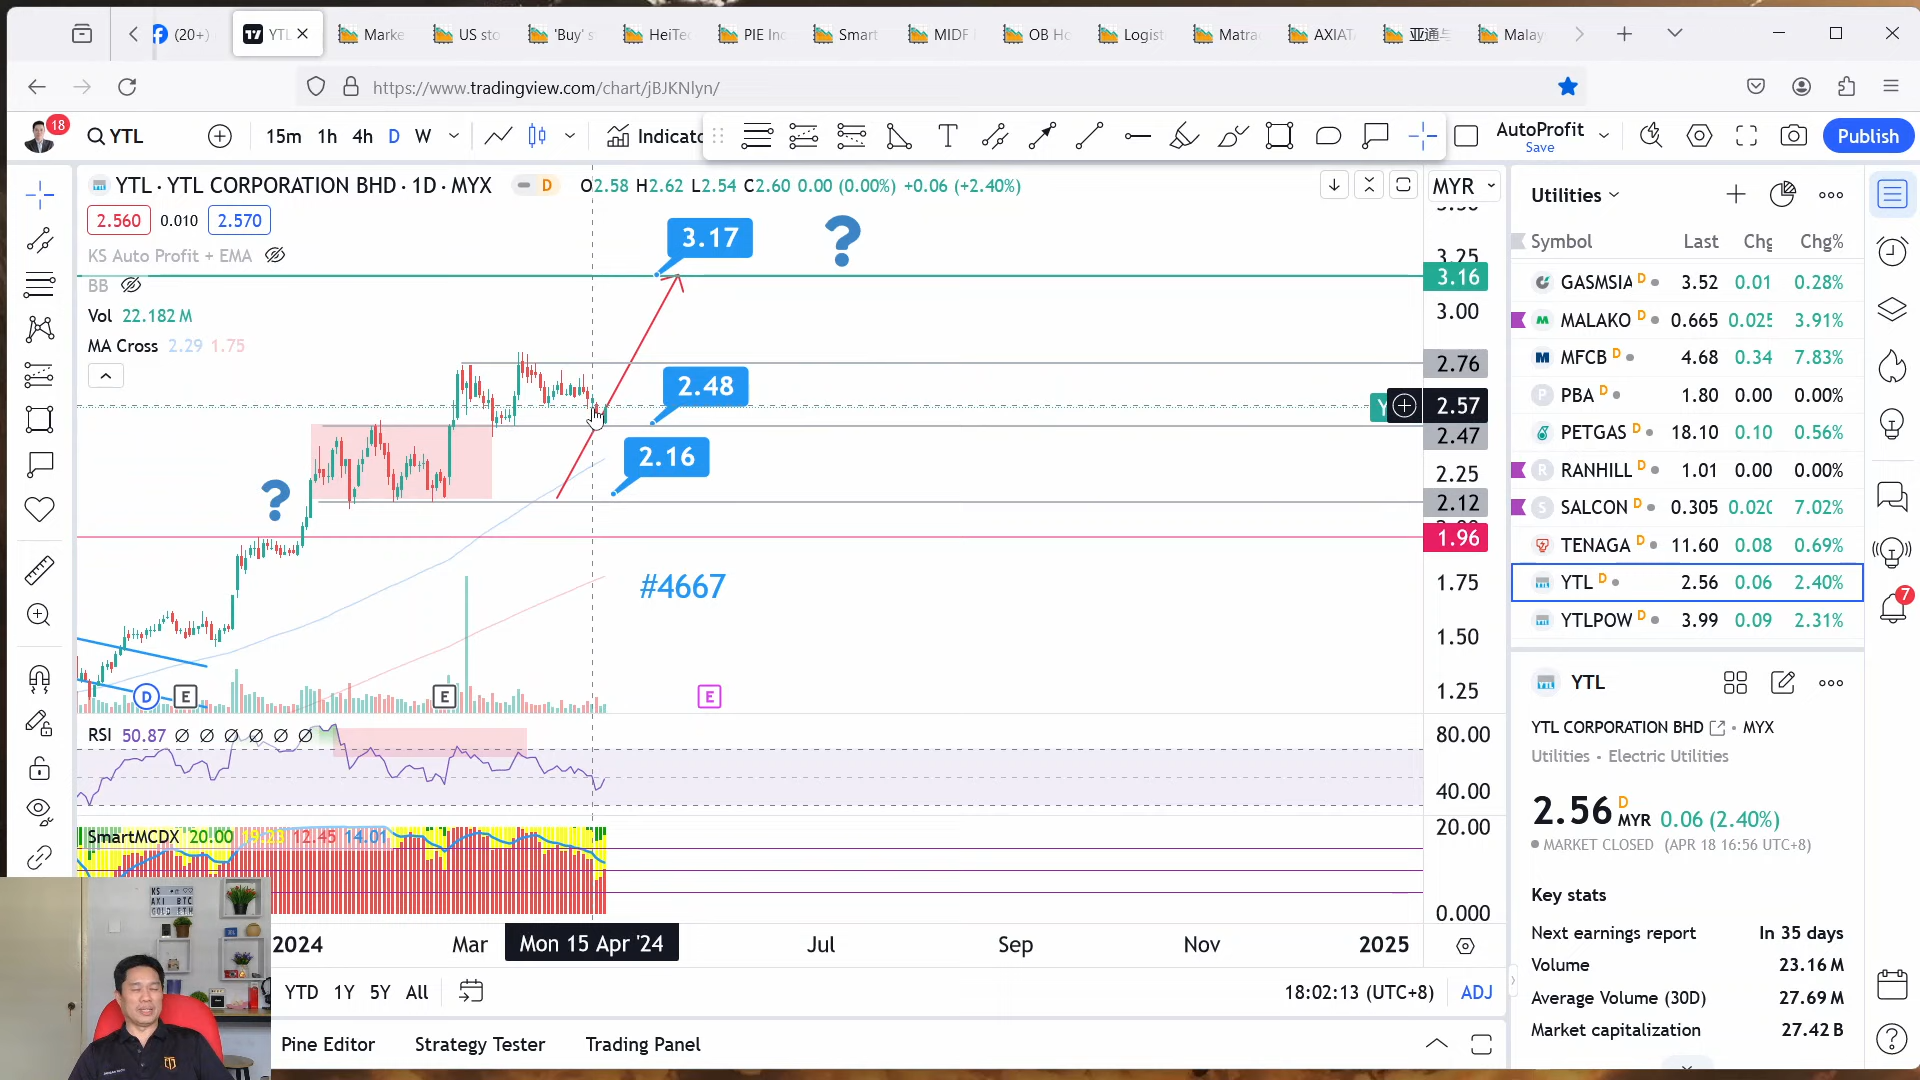 (20+)
YTL
Marke
US sto
'Buy' s
HeiTec
PIE Inc
Smart
MIDF
OB Ho
Logist
Matra
AXIATA
亚通与
Malay
https://www.tradingview.com/chart/jBJKNlyn/
18
YTL
15m 1h 4h D W
Indicato
AutoProfit
Save
Publish
YTL · YTL CORPORATION BHD · 1D · MYX
D
O2.58 H2.62 L2.54 C2.60 0.00 (0.00%) +0.06 (+2.40%)
MYR
2.560 0.010 2.570
KS Auto Profit + EMA
BB
Vol 22.182 M
MA Cross 2.29 1.75
3.17
?
2.48
2.16
?
#4667
3.25
3.16
3.00
2.76
Y
2.57
2.47
2.25
2.12
1.96
1.75
1.50
1.25
D E E E
RSI 50.87 Ø Ø Ø Ø Ø Ø
80.00
40.00
SmartMCDX 20.00 12.45 14.01
20.00
0.000
2024 Mar Mon 15 Apr '24 Jul Sep Nov 2025
YTD 1Y 5Y All
18:02:13 (UTC+8) ADJ
Pine Editor Strategy Tester Trading Panel
Utilities
Symbol Last Chg Chg%
GASMSIA D 3.52 0.01 0.28%
MALAKO D 0.665 0.025 3.91%
MFCB D 4.68 0.34 7.83%
PBA D 1.80 0.00 0.00%
PETGAS D 18.10 0.10 0.56%
RANHILL D 1.01 0.00 0.00%
SALCON D 0.305 0.020 7.02%
TENAGA D 11.60 0.08 0.69%
YTL D 2.56 0.06 2.40%
YTLPOW D 3.99 0.09 2.31%
7
YTL
YTL CORPORATION BHD · MYX
Utilities · Electric Utilities
2.56 D MYR 0.06 (2.40%)
MARKET CLOSED (APR 18 16:56 UTC+8)
Key stats
Next earnings report In 35 days
Volume 23.16 M
Average Volume (30D) 27.69 M
Market capitalization 27.42 B
KS
AXI BTC
GOLD ETH